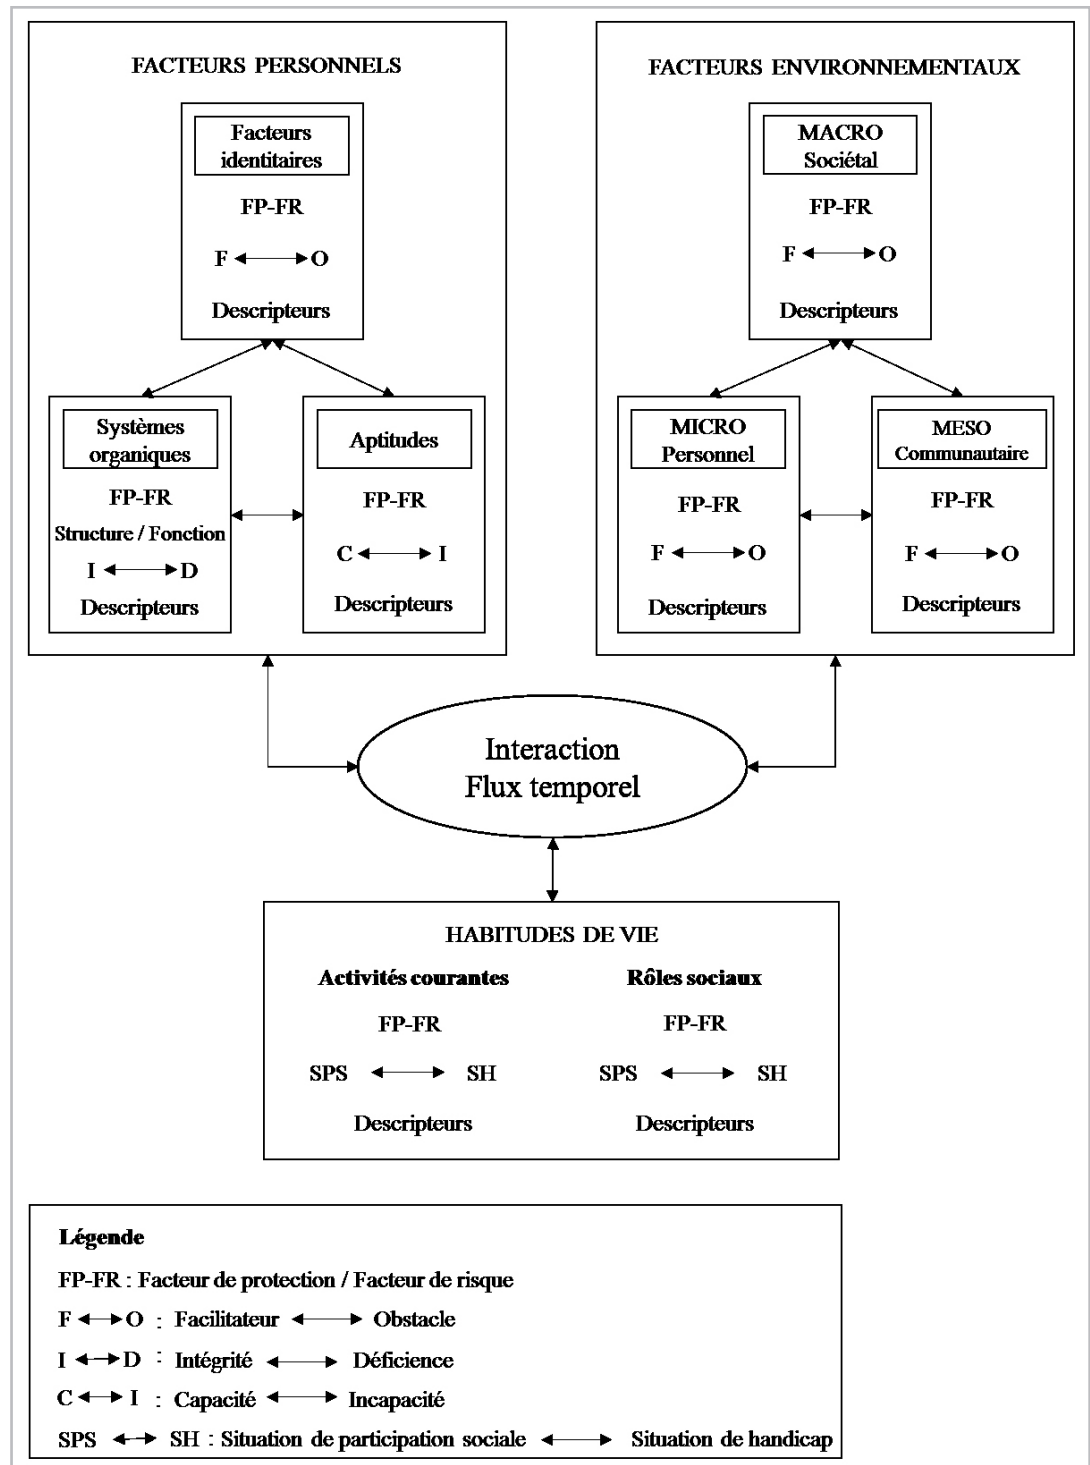 FACTEURS PERSONNELS
Facteurs
identitaires
FP-FR
F ↔ O
Descripteurs
Systèmes
organiques
FP-FR
Structure / Fonction
I ↔ D
Descripteurs
Aptitudes
FP-FR
C ↔ I
Descripteurs
FACTEURS ENVIRONNEMENTAUX
MACRO
Sociétal
FP-FR
F ↔ O
Descripteurs
MICRO
Personnel
FP-FR
F ↔ O
Descripteurs
MESO
Communautaire
FP-FR
F ↔ O
Descripteurs
Interaction
Flux temporel
HABITUDES DE VIE
Activités courantes
FP-FR
SPS ↔ SH
Descripteurs
Rôles sociaux
FP-FR
SPS ↔ SH
Descripteurs
Légende
FP-FR : Facteur de protection / Facteur de risque
F ↔ O : Facilitateur ↔ Obstacle
I ↔ D : Intégrité ↔ Déficience
C ↔ I : Capacité ↔ Incapacité
SPS ↔ SH : Situation de participation sociale ↔ Situation de handicap